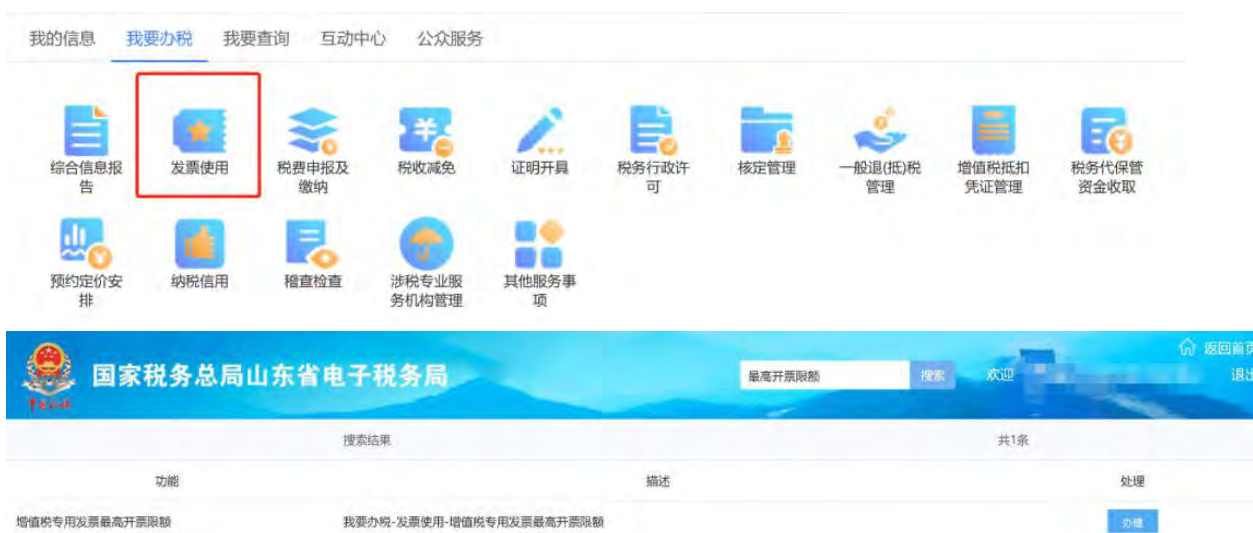 我的信息 我要办税 我要查询 互动中心 公众服务
综合信息报告 发票使用 税费申报及缴纳 税收减免 证明开具 税务行政许可 核定管理 一般退(抵)税管理 增值税抵扣凭证管理 税务代保管资金收取
预约定价安排 纳税信用 稽查检查 涉税专业服务机构管理 其他服务事项
返回首页
国家税务总局山东省电子税务局 最高开票限额 搜索 欢迎 退出
搜索结果 共1条
功能 描述 处理
增值税专用发票最高开票限额 我要办税-发票使用-增值税专用发票最高开票限额 办理